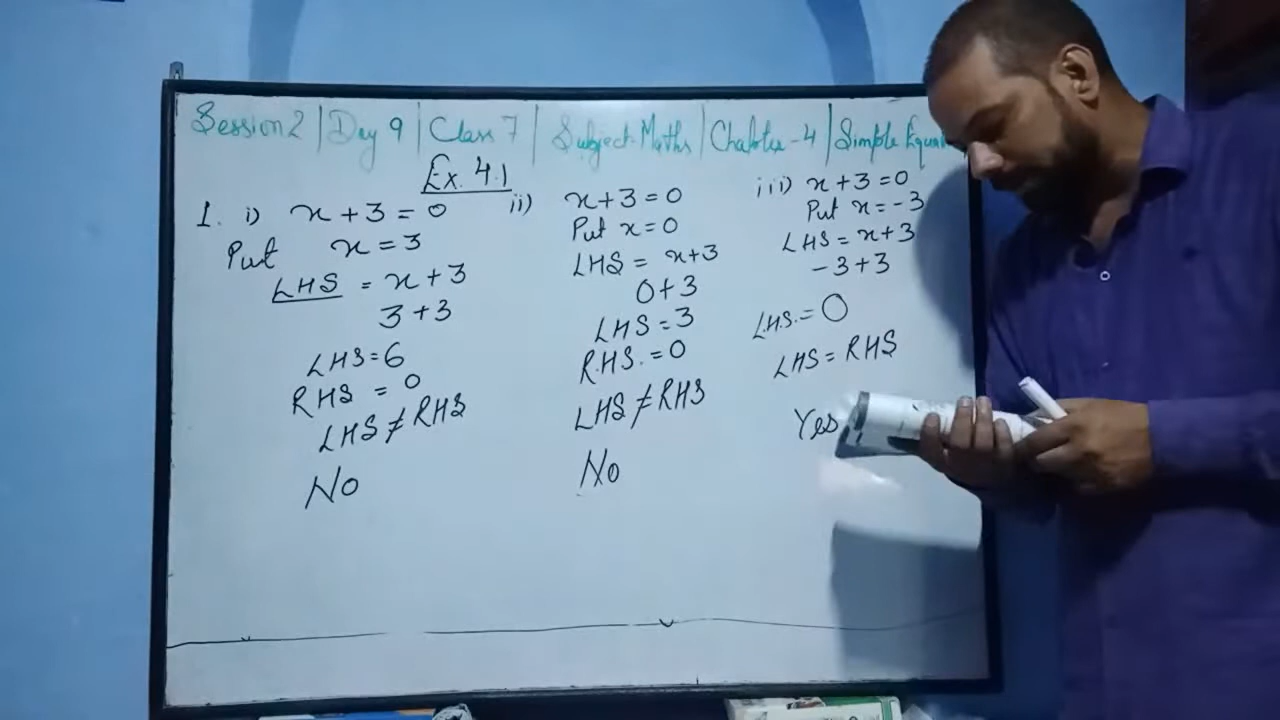 Session 2 | Day 9 | Class 7 | Subject-Maths | Chapter-4 | Simple
Ex. 4.1
1. i) x + 3 = 0
Put x = 3
LHS = x + 3
3 + 3
LHS = 6
RHS = 0
LHS ≠ RHS
No
ii) x + 3 = 0
Put x = 0
LHS = x + 3
0 + 3
LHS = 3
R.H.S. = 0
LHS ≠ RHS
No
iii) x + 3 = 0
Put x = -3
LHS = x + 3
-3 + 3
L.H.S. = 0
LHS = RHS
Yes